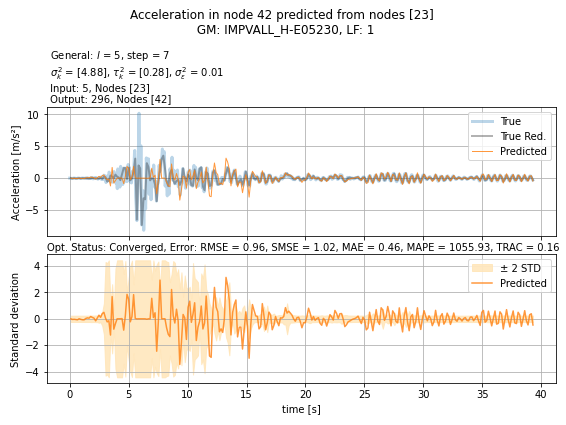 Acceleration in node 42 predicted from nodes [23]
GM: IMPVALL_H-E05230, LF: 1
General: l = 5, step = 7
σ²ₖ = [4.88], τ²ₖ = [0.28], σ²ε = 0.01
Input: 5, Nodes [23]
Output: 296, Nodes [42]
Acceleration [m/s²]
10
5
0
−5
True
True Red.
Predicted
Opt. Status: Converged, Error: RMSE = 0.96, SMSE = 1.02, MAE = 0.46, MAPE = 1055.93, TRAC = 0.16
Standard deviation
4
2
0
−2
−4
± 2 STD
Predicted
0 5 10 15 20 25 30 35 40
time [s]